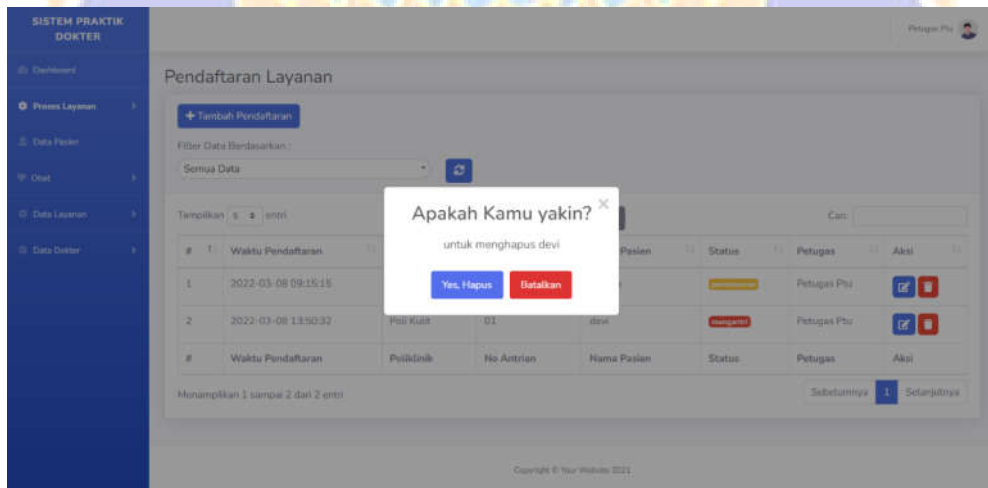 SISTEM PRAKTIK
DOKTER
Petugas Ptu
Dashboard
Proses Layanan
Data Pasien
Obat
Data Layanan
Data Dokter
Pendaftaran Layanan
+ Tambah Pendaftaran
Filter Data Berdasarkan :
Semua Data
Tampilkan 5 entri
Cari:
Apakah Kamu yakin? ×
untuk menghapus devi
Yes, Hapus Batalkan
# Waktu Pendaftaran Pasien Status Petugas Aksi
1 2022-03-08 09:15:15 Petugas Ptu
2 2022-03-08 13:50:32 Poli Kulit 01 devi mengantri Petugas Ptu
# Waktu Pendaftaran Poliklinik No Antrian Nama Pasien Status Petugas Aksi
Menampilkan 1 sampai 2 dari 2 entri
Sebelumnya 1 Selanjutnya
Copyright © Your Website 2021